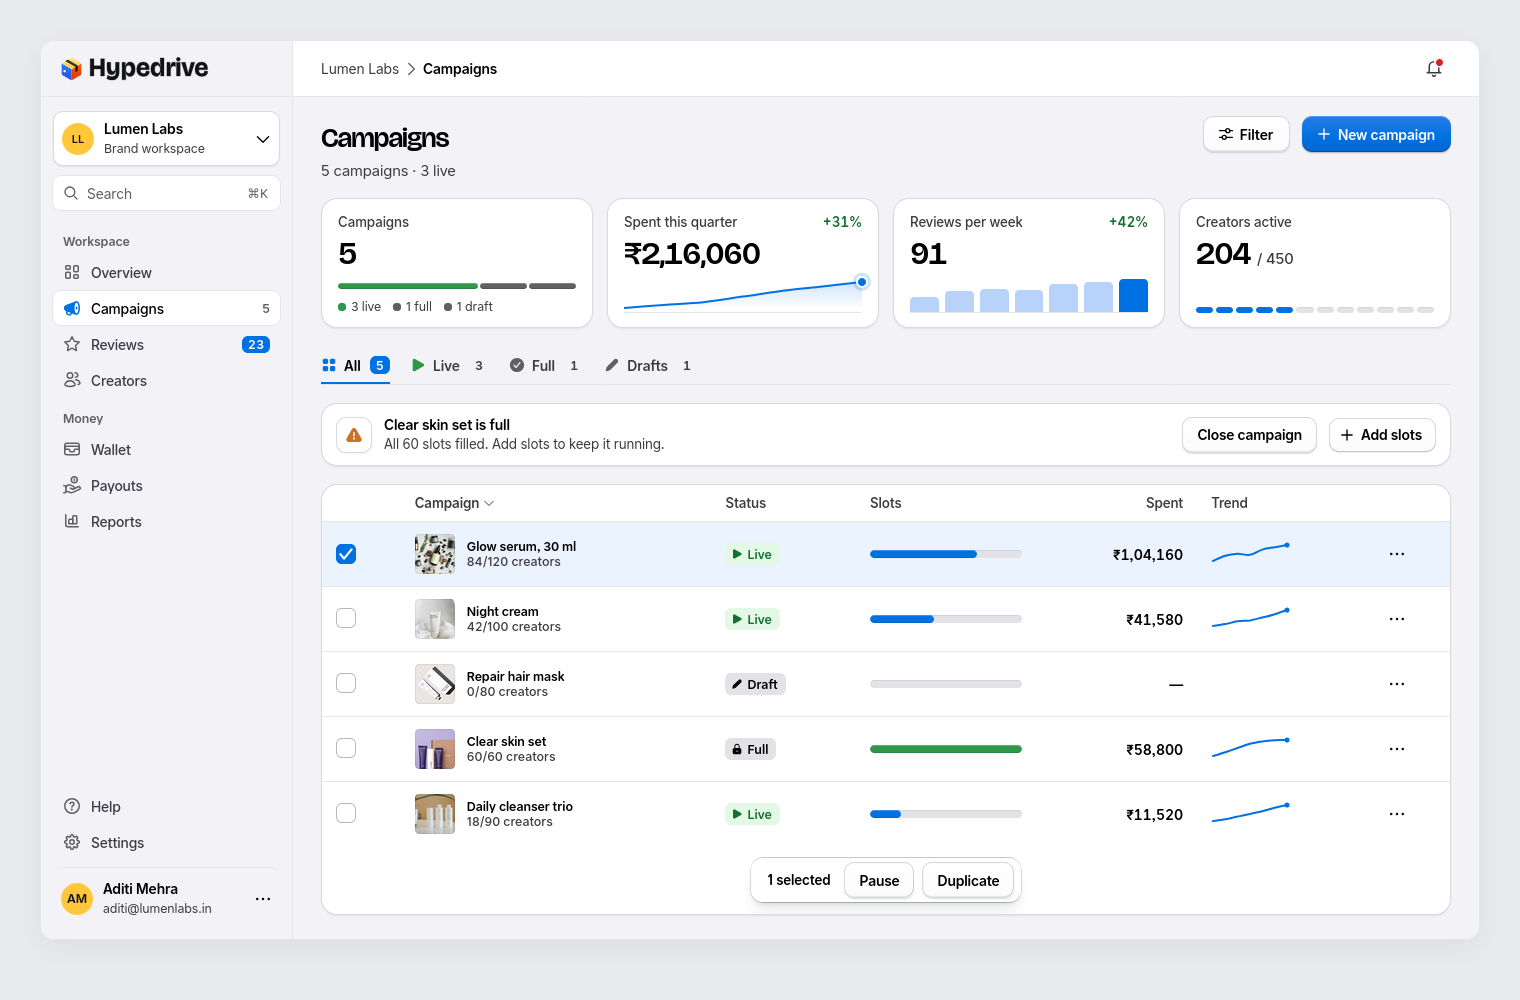 Hypedrive
Lumen Labs
Campaigns
LL
Lumen Labs
Brand workspace
Search
⌘K
Workspace
Overview
Campaigns
5
Reviews
23
Creators
Money
Wallet
Payouts
Reports
Help
Settings
AM
Aditi Mehra
aditi@lumenlabs.in
Campaigns
5 campaigns · 3 live
Filter
New campaign
Campaigns
5
3 live
1 full
1 draft
Spent this quarter
+31%
₹2,16,060
Reviews per week
+42%
91
Creators active
204 / 450
All 5
Live 3
Full 1
Drafts 1
Clear skin set is full
All 60 slots filled. Add slots to keep it running.
Close campaign
Add slots
Campaign
Status
Slots
Spent
Trend
Glow serum, 30 ml
84/120 creators
Live
₹1,04,160
Night cream
42/100 creators
Live
₹41,580
Repair hair mask
0/80 creators
Draft
—
Clear skin set
60/60 creators
Full
₹58,800
Daily cleanser trio
18/90 creators
Live
₹11,520
1 selected
Pause
Duplicate